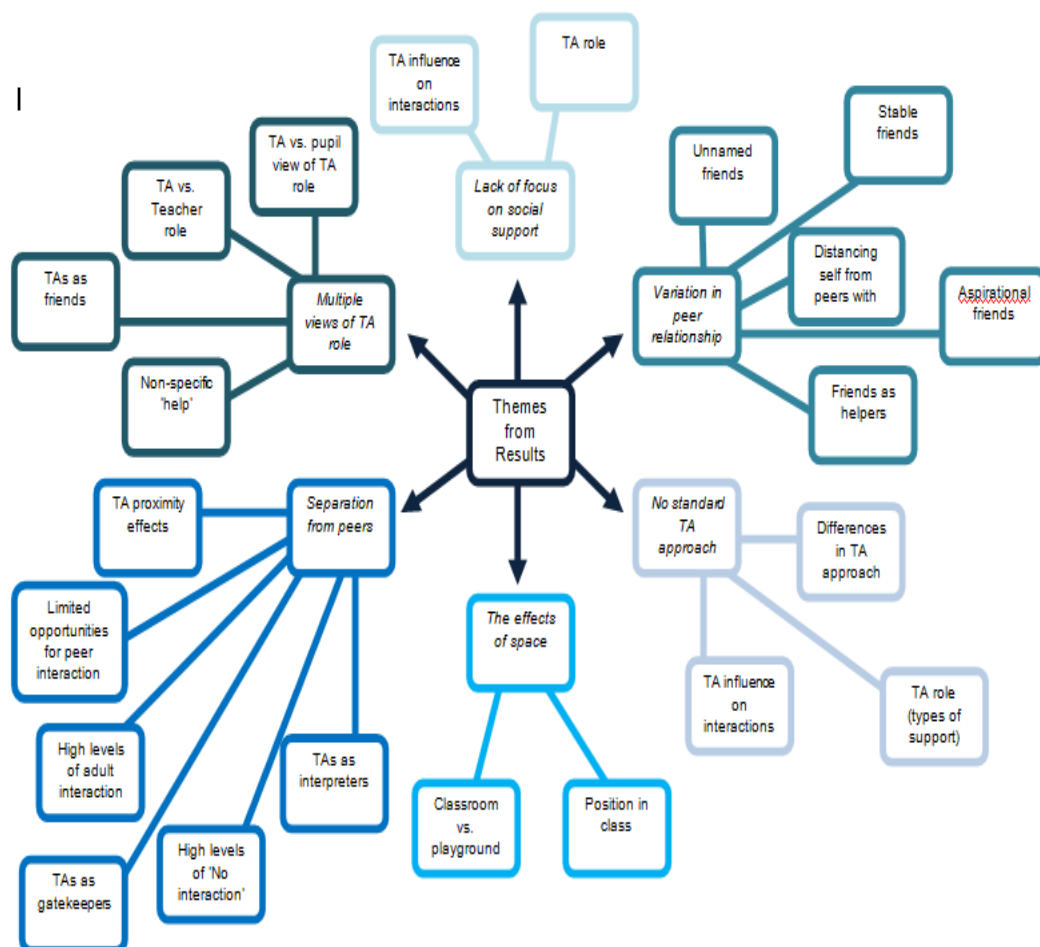 TA influence
on
interactions
TA role
TA vs. pupil
view of TA
role
TA vs.
Teacher
role
TAs as
friends
Non-specific
'help'
Multiple
views of TA
role
Lack of focus
on social
support
Unnamed
friends
Stable
friends
Distancing
self from
peers with
Aspirational
friends
Friends as
helpers
Variation in
peer
relationship
Themes
from
Results
Separation
from peers
TA proximity
effects
Limited
opportunities
for peer
interaction
High levels
of adult
interaction
TAs as
gatekeepers
High levels
of 'No
interaction'
TAs as
interpreters
The effects
of space
Classroom
vs.
playground
Position in
class
No standard
TA
approach
Differences
in TA
approach
TA influence
on
interactions
TA role
(types of
support)